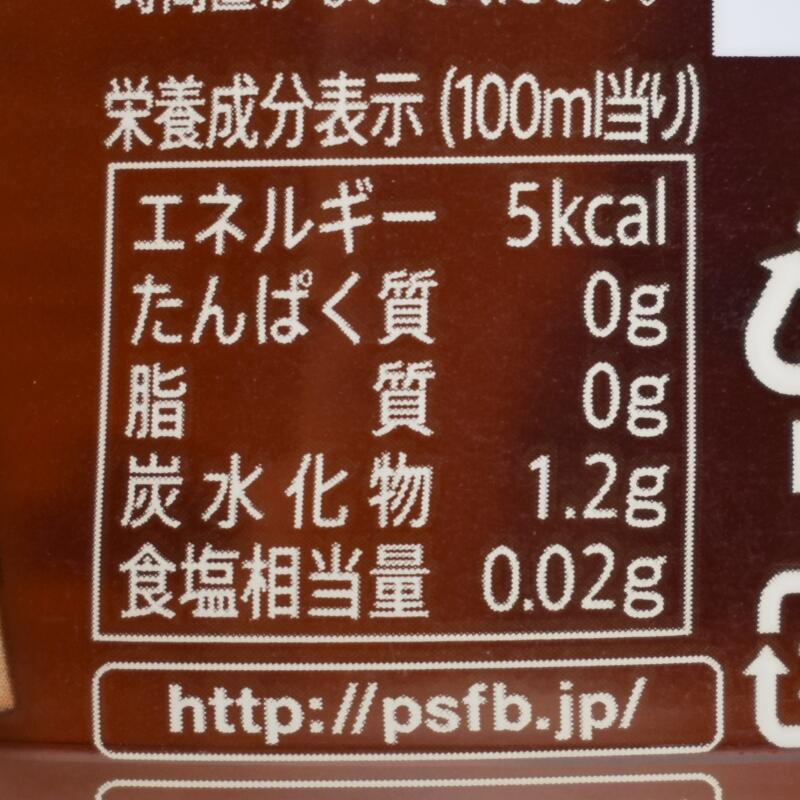 栄養成分表示(100ml当り)
エネルギー 5kcal
たんぱく質 0g
脂質 0g
炭水化物 1.2g
食塩相当量 0.02g
http://psfb.jp/